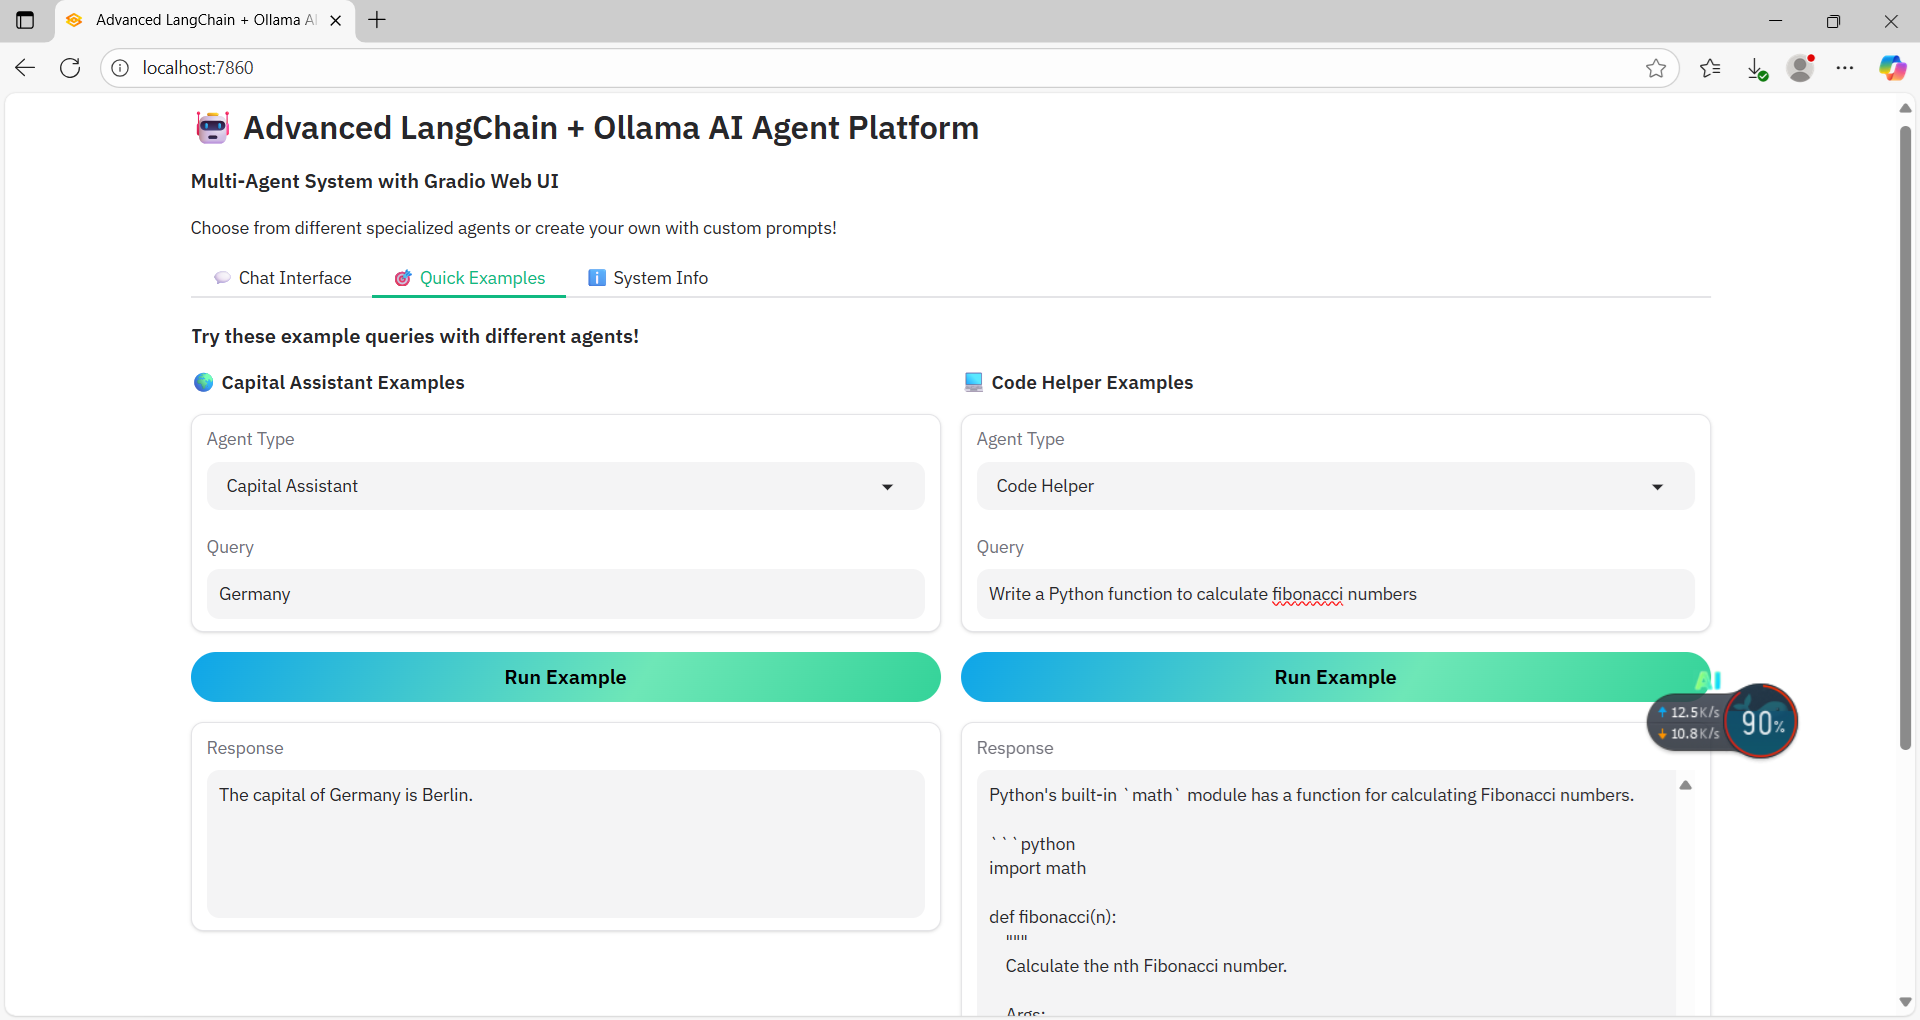 Advanced LangChain + Ollama AI
localhost:7860
Advanced LangChain + Ollama AI Agent Platform
Multi-Agent System with Gradio Web UI
Choose from different specialized agents or create your own with custom prompts!
Chat Interface
Quick Examples
System Info
Try these example queries with different agents!
Capital Assistant Examples
Agent Type
Capital Assistant
Query
Germany
Run Example
Response
The capital of Germany is Berlin.
Code Helper Examples
Agent Type
Code Helper
Query
Write a Python function to calculate fibonacci numbers
Run Example
AI
12.5K/s
10.8K/s
90%
Response
Python's built-in `math` module has a function for calculating Fibonacci numbers.
```python
import math
def fibonacci(n):
"""
Calculate the nth Fibonacci number.
Args: